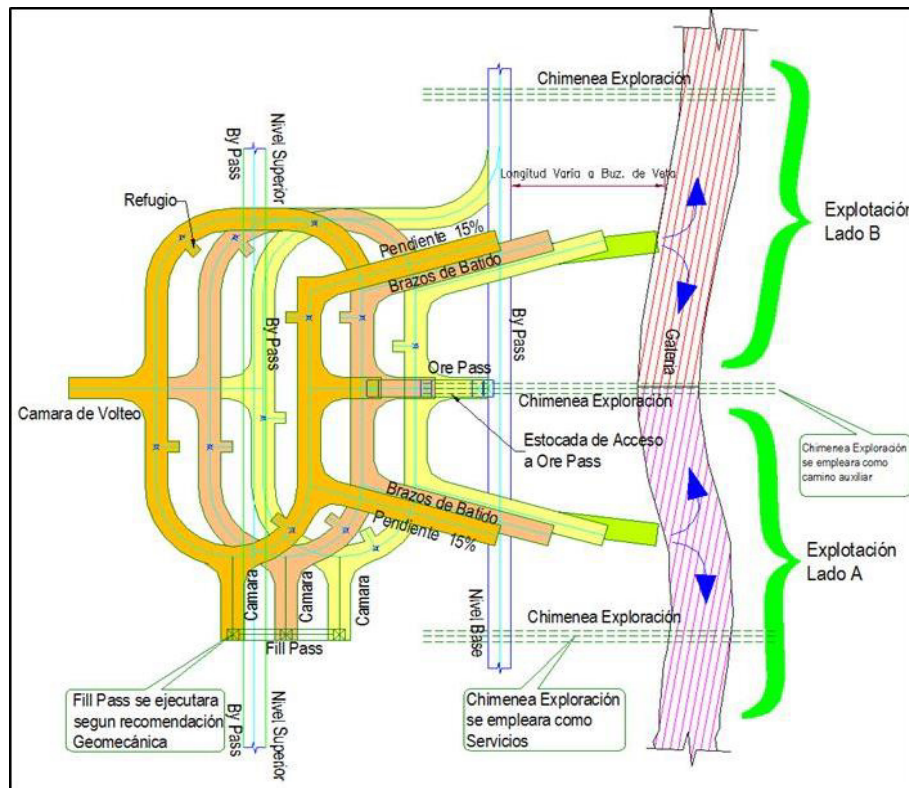 Chimenea Exploración
By Pass
Nivel Superior
By Pass
Longitud Varia a Buz. de Veta
Refugio
Explotación
Lado B
Pendiente 15%
Brazos de Batido
By Pass
By Pass
Galeria
Ore Pass
Chimenea Exploración
Camara de Volteo
Estocada de Acceso
a Ore Pass
Chimenea Exploración
se empleara como
camino auxiliar
Brazos de Batido
Pendiente 15%
Explotación
Lado A
Camara
Camara
Camara
Chimenea Exploración
Nivel Base
Fill Pass
Fill Pass se ejecutara
segun recomendación
Geomecánica
By Pass
Nivel Superior
Chimenea Exploración
se empleara como
Servicios